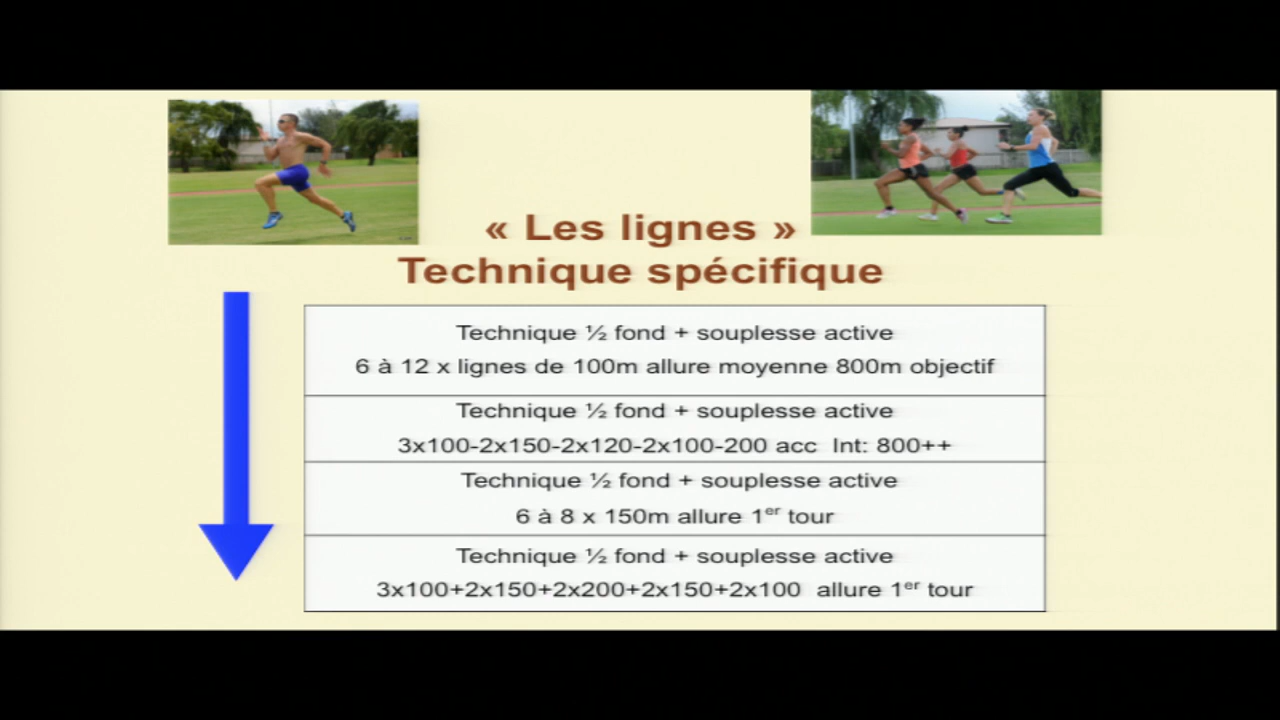 « Les lignes »
Technique spécifique
Technique ½ fond + souplesse active
6 à 12 x lignes de 100m allure moyenne 800m objectif
Technique ½ fond + souplesse active
3x100-2x150-2x120-2x100-200 acc Int: 800++
Technique ½ fond + souplesse active
6 à 8 x 150m allure 1er tour
Technique ½ fond + souplesse active
3x100+2x150+2x200+2x150+2x100 allure 1er tour